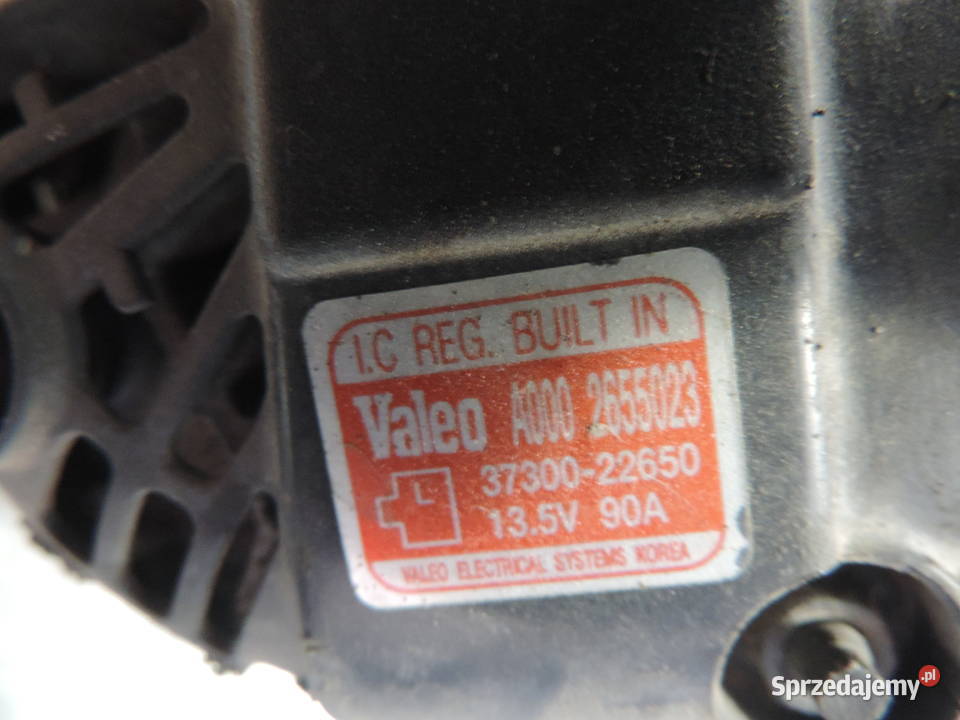 I.C REG. BUILT IN
Valeo A000 2655023
37300-22650
L
13.5V 90A
VALEO ELECTRICAL SYSTEMS KOREA
Sprzedajemy.pl